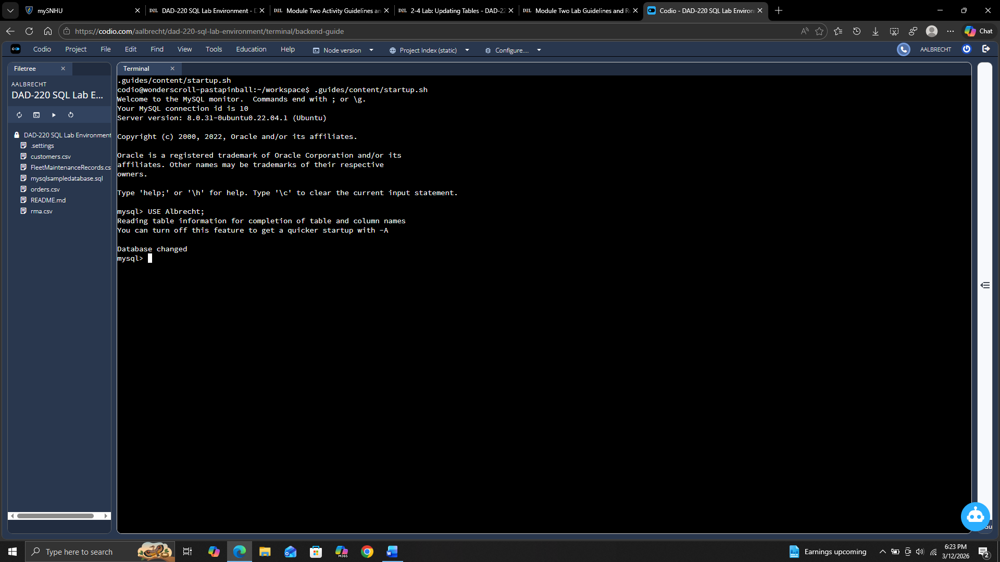 mySNHU
D2L DAD-220 SQL Lab Environment - D
D2L Module Two Activity Guidelines an
D2L 2-4 Lab: Updating Tables - DAD-22
D2L Module Two Lab Guidelines and R
Codio - DAD-220 SQL Lab Environ
https://codio.com/aalbrecht/dad-220-sql-lab-environment/terminal/backend-guide
Chat
Codio Project File Edit Find View Tools Education Help Node version Project Index (static) Configure.... AALBRECHT
Filetree
AALBRECHT
DAD-220 SQL Lab E...
DAD-220 SQL Lab Environment
.settings
customers.csv
FleetMaintenanceRecords.cs
mysqlsampledatabase.sql
orders.csv
README.md
rma.csv
Terminal
.guides/content/startup.sh
codio@wonderscroll-pastapinball:~/workspace$ .guides/content/startup.sh
Welcome to the MySQL monitor.  Commands end with ; or \g.
Your MySQL connection id is 10
Server version: 8.0.31-0ubuntu0.22.04.1 (Ubuntu)
Copyright (c) 2000, 2022, Oracle and/or its affiliates.
Oracle is a registered trademark of Oracle Corporation and/or its
affiliates. Other names may be trademarks of their respective
owners.
Type 'help;' or '\h' for help. Type '\c' to clear the current input statement.
mysql> USE Albrecht;
Reading table information for completion of table and column names
You can turn off this feature to get a quicker startup with -A
Database changed
mysql>
Gu
Type here to search
M365
Earnings upcoming
6:23 PM
3/12/2026
2